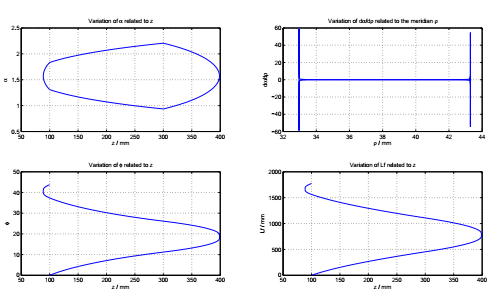 Variation of α related to z
2.5
2
1.5
1
0.5
α
50 100 150 200 250 300 350 400
z / mm
Variation of dα/dρ related to the meridian ρ
60
40
20
0
−20
−40
−60
dα/dρ
32 34 36 38 40 42 44
ρ / mm
Variation of ϕ related to z
50
40
30
20
10
0
ϕ
50 100 150 200 250 300 350 400
z / mm
Variation of Lf related to z
2000
1500
1000
500
0
Lf / mm
50 100 150 200 250 300 350 400
z / mm